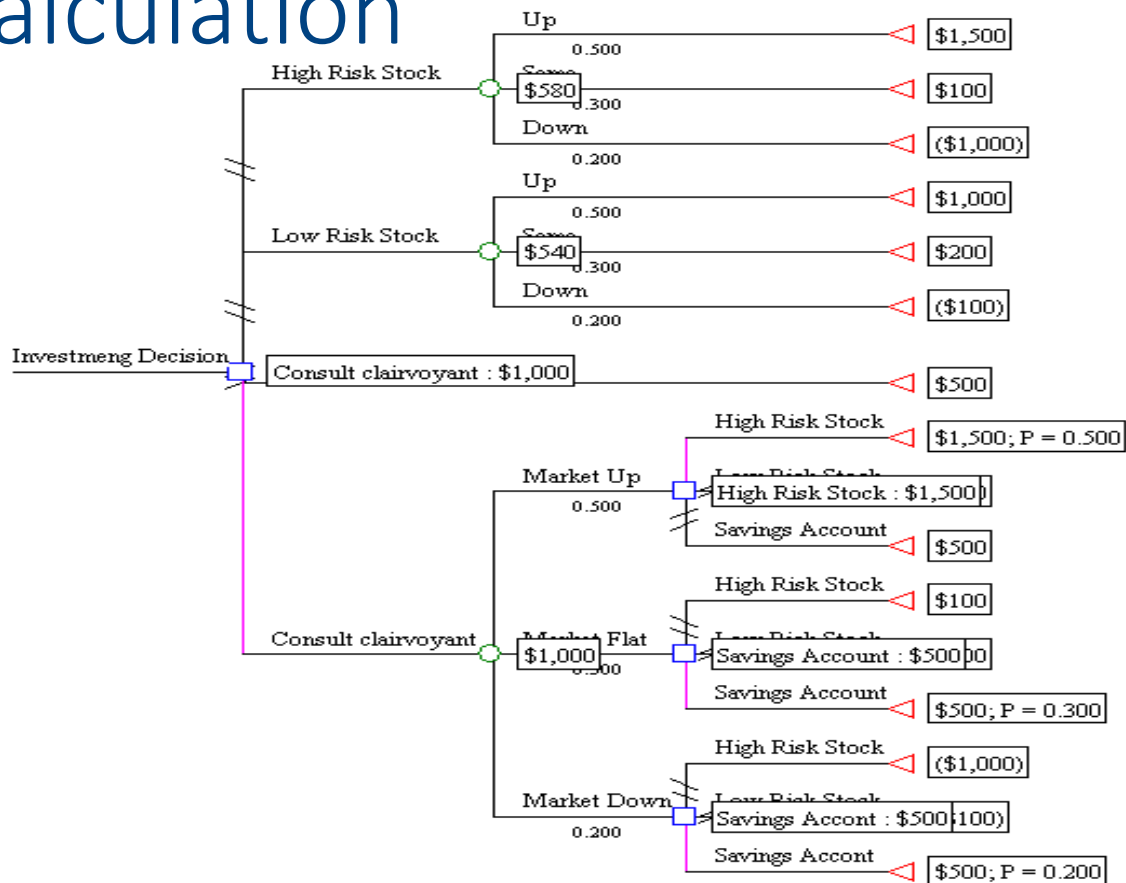 alculation
Up
0.500
$1,500
High Risk Stock
$580
.300
$100
Down
0.200
($1,000)
Up
0.500
$1,000
Low Risk Stock
$540
.300
$200
Down
0.200
($100)
Investmeng Decision
Consult clairvoyant : $1,000
$500
High Risk Stock
$1,500; P = 0.500
Market Up
0.500
High Risk Stock : $1,500
Savings Account
$500
High Risk Stock
$100
Consult clairvoyant
$1,000
Flat
Savings Account : $500
Savings Account
$500; P = 0.300
High Risk Stock
($1,000)
Market Down
0.200
Savings Accont : $500
100)
Savings Accont
$500; P = 0.200